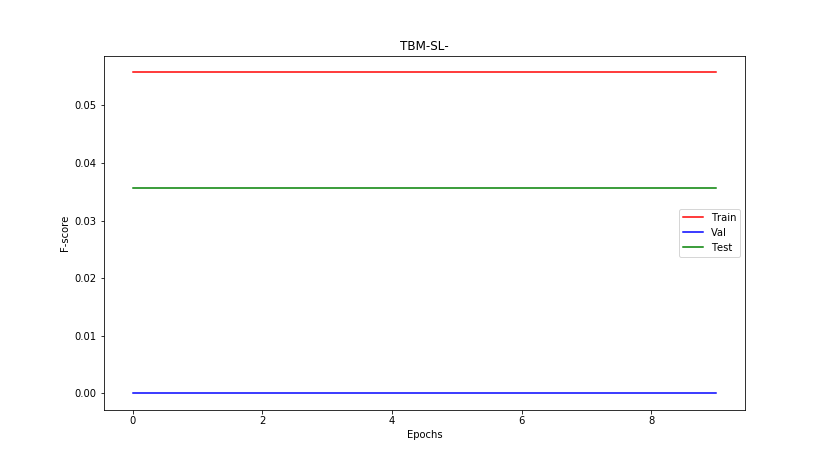 TBM-SL-
0.05
0.04
0.03
0.02
0.01
0.00
F-score
Train
Val
Test
0 2 4 6 8
Epochs